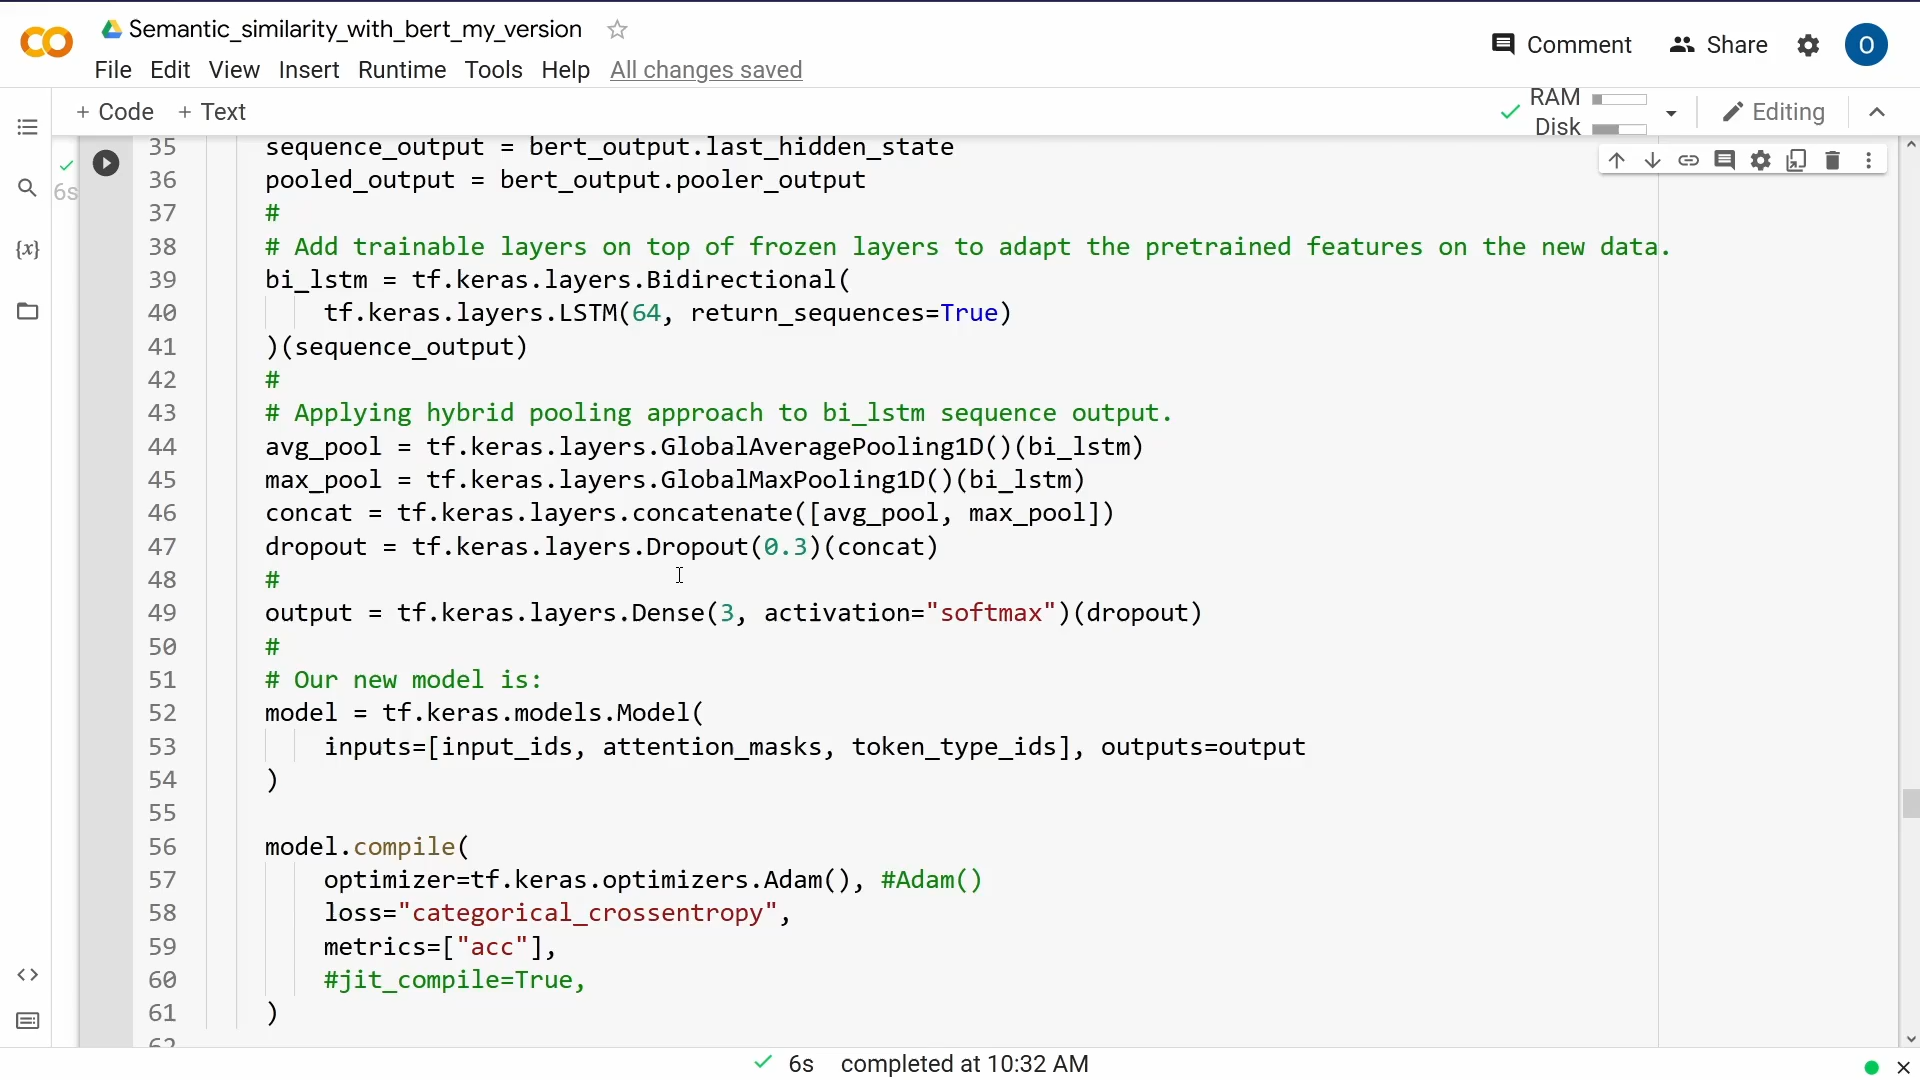 Semantic_similarity_with_bert_my_version
File Edit View Insert Runtime Tools Help All changes saved
Comment Share O
+ Code + Text
RAM
Disk
Editing
6s
35 sequence_output = bert_output.last_hidden_state
36 pooled_output = bert_output.pooler_output
37 #
38 # Add trainable layers on top of frozen layers to adapt the pretrained features on the new data.
39 bi_lstm = tf.keras.layers.Bidirectional(
40 tf.keras.layers.LSTM(64, return_sequences=True)
41 )(sequence_output)
42 #
43 # Applying hybrid pooling approach to bi_lstm sequence output.
44 avg_pool = tf.keras.layers.GlobalAveragePooling1D()(bi_lstm)
45 max_pool = tf.keras.layers.GlobalMaxPooling1D()(bi_lstm)
46 concat = tf.keras.layers.concatenate([avg_pool, max_pool])
47 dropout = tf.keras.layers.Dropout(0.3)(concat)
48 #
49 output = tf.keras.layers.Dense(3, activation="softmax")(dropout)
50 #
51 # Our new model is:
52 model = tf.keras.models.Model(
53 inputs=[input_ids, attention_masks, token_type_ids], outputs=output
54 )
55
56 model.compile(
57 optimizer=tf.keras.optimizers.Adam(), #Adam()
58 loss="categorical_crossentropy",
59 metrics=["acc"],
60 #jit_compile=True,
61 )
62
6s completed at 10:32 AM